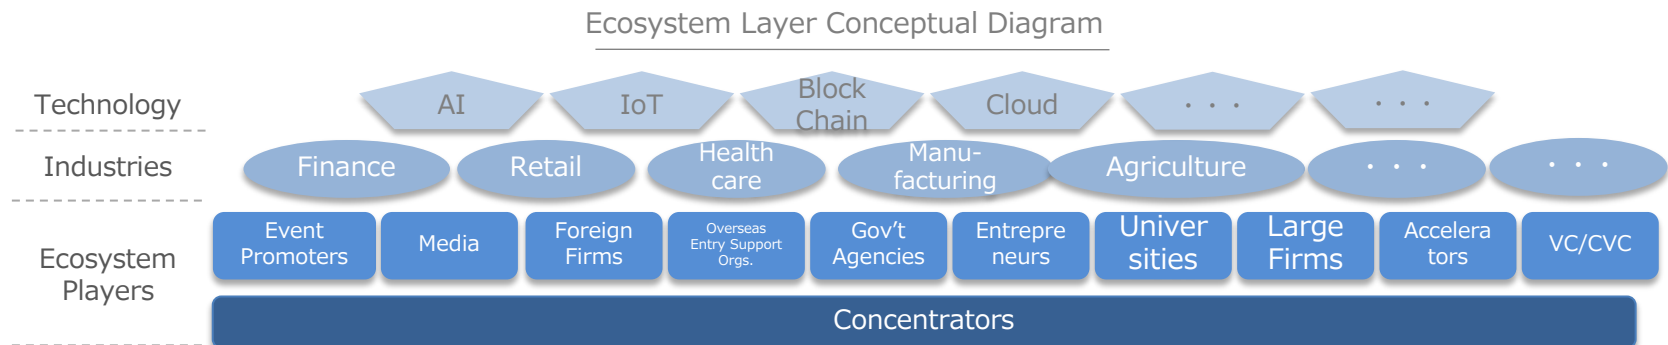 Ecosystem Layer Conceptual Diagram
Technology
AI
IoT
Block
Chain
Cloud
・・・
・・・
Industries
Finance
Retail
Health
care
Manu-
facturing
Agriculture
・・・
・・・
Ecosystem
Players
Event
Promoters
Media
Foreign
Firms
Overseas
Entry Support
Orgs.
Gov't
Agencies
Entrepre
neurs
Univer
sities
Large
Firms
Accelera
tors
VC/CVC
Concentrators